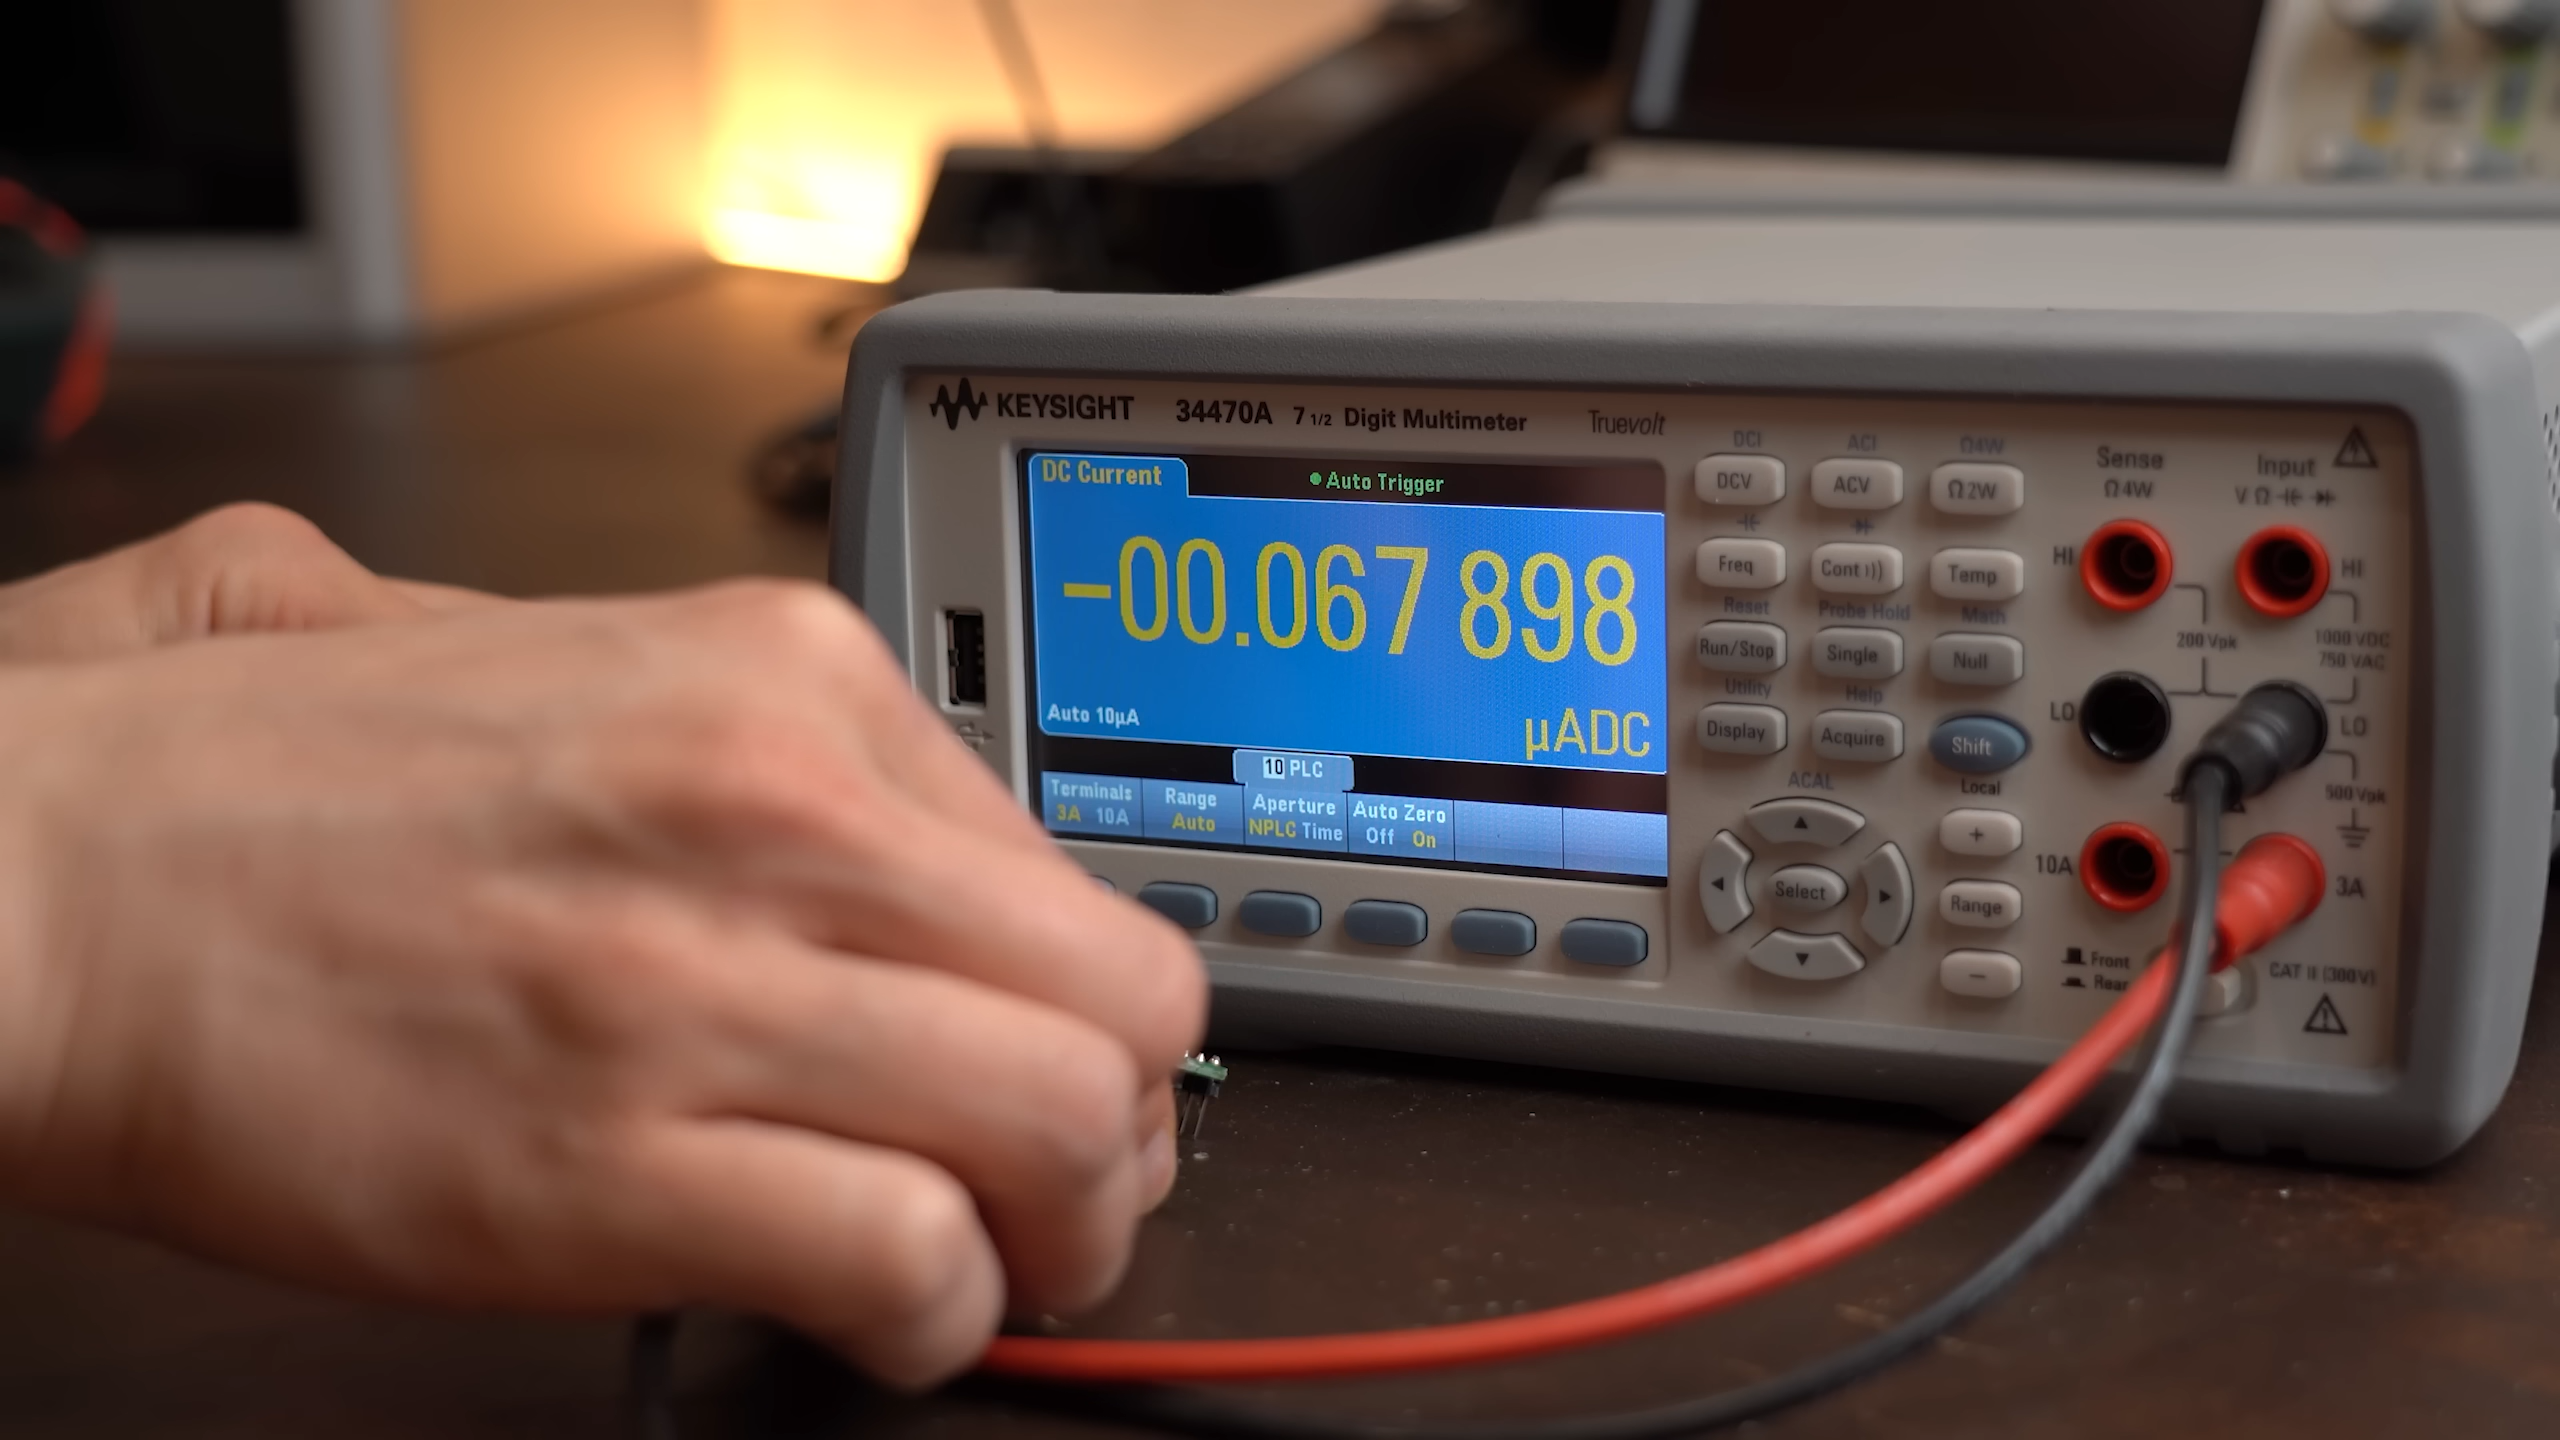 KEYSIGHT 34470A 7 1/2 Digit Multimeter Truevolt
DC Current
● Auto Trigger
-00.067 898
Auto 10µA
µADC
10 PLC
Terminals
3A 10A
Range
Auto
Aperture
NPLC Time
Auto Zero
Off On
DCI ACI Ω4W
DCV ACV Ω2W
Freq Cont Temp
Reset Probe Hold Math
Run/Stop Single Null
Utility Help
Display Acquire Shift
ACAL Local
+
Select Range
-
Sense
Ω4W
Input
V Ω
HI HI
200 Vpk
1000 VDC
750 VAC
LO LO
500 Vpk
10A 3A
Front
Rear
CAT II (300V)